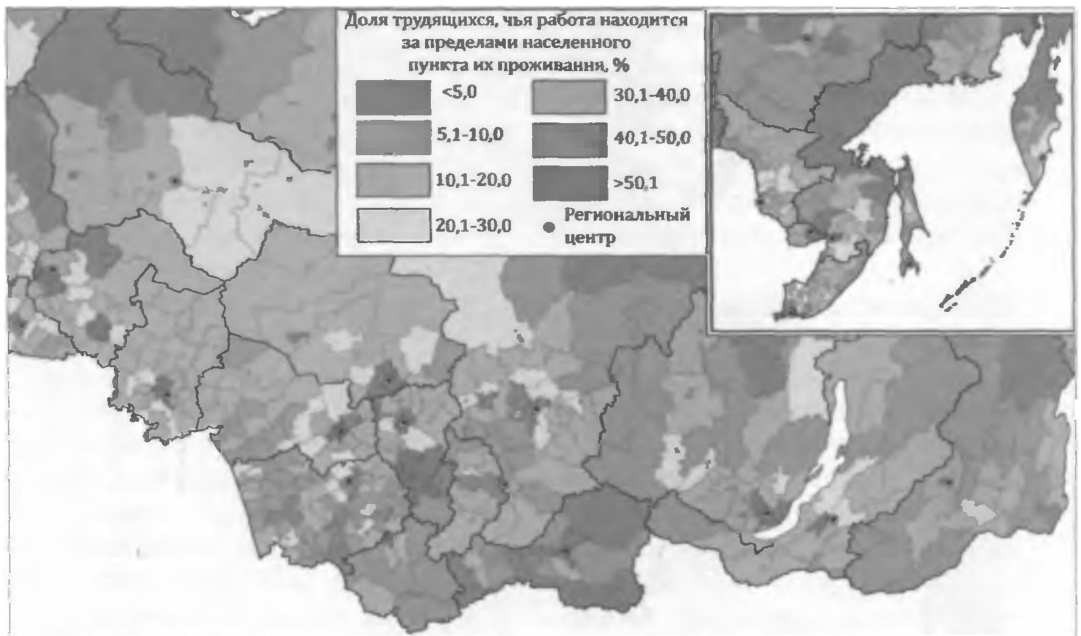 Доля трудящихся, чья работа находится
за пределами населенного
пункта их проживания, %
<5,0
5,1-10,0
10,1-20,0
20,1-30,0
30,1-40,0
40,1-50,0
>50,1
Региональный
центр